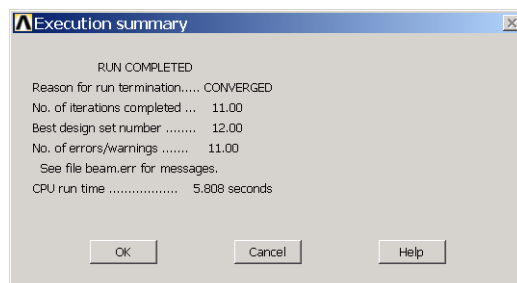 Execution summary
RUN COMPLETED
Reason for run termination..... CONVERGED
No. of iterations completed ... 11.00
Best design set number ........ 12.00
No. of errors/warnings ....... 11.00
See file beam.err for messages.
CPU run time ................. 5.808 seconds
OK Cancel Help